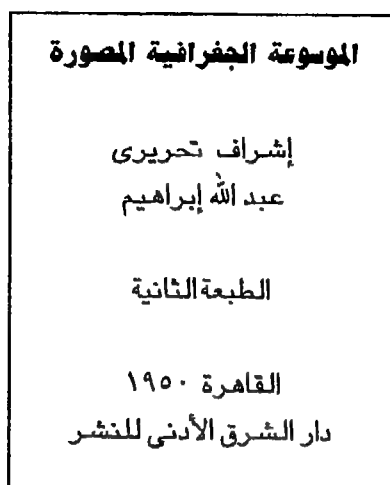 الموسوعة الجغرافية المصورة
إشراف تحريرى
عبد الله إبراهيم
الطبعة الثانية
القاهرة ١٩٥٠
دار الشرق الأدنى للنشر